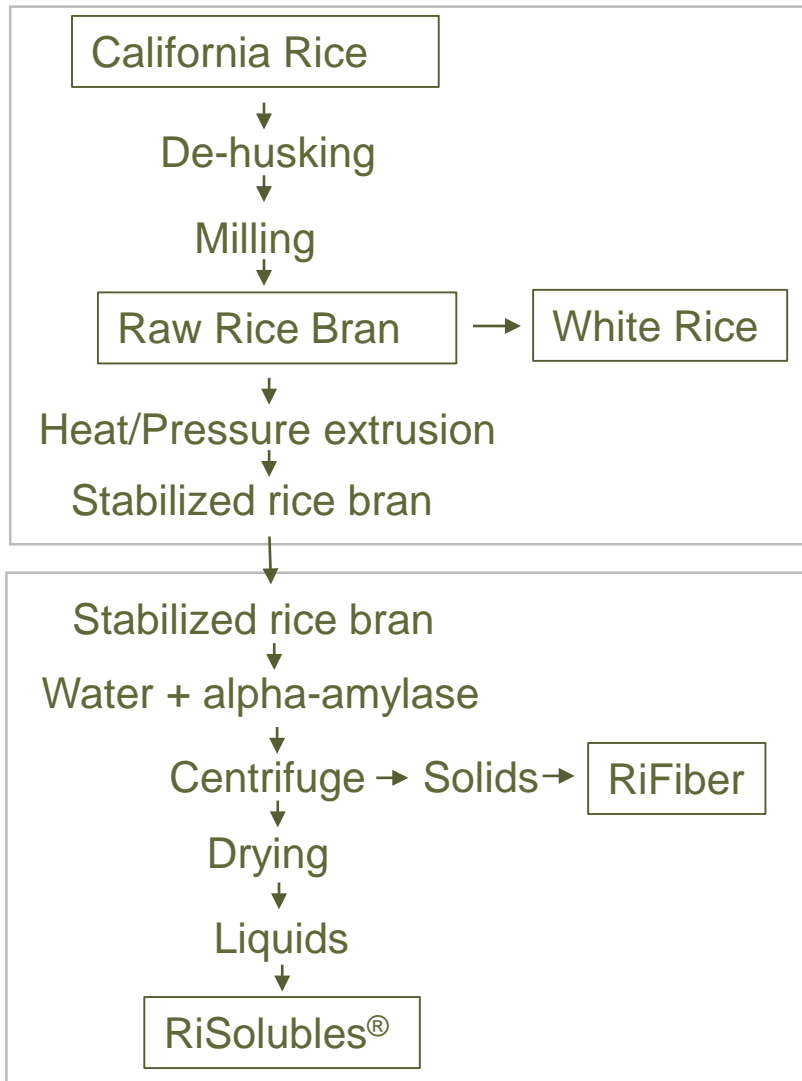 California Rice
De-husking
Milling
Raw Rice Bran
White Rice
Heat/Pressure extrusion
Stabilized rice bran
Stabilized rice bran
Water + alpha-amylase
Centrifuge
Solids
RiFiber
Drying
Liquids
RiSolubles®